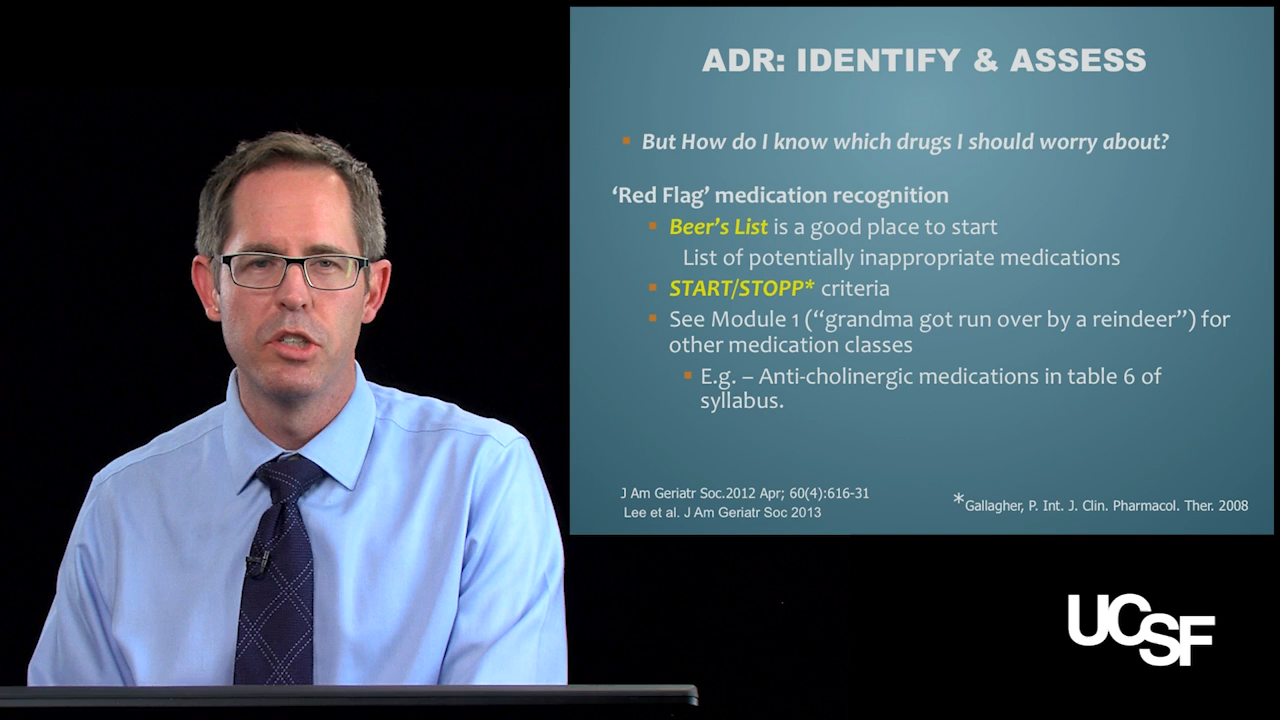 ADR: IDENTIFY & ASSESS
But How do I know which drugs I should worry about?
‘Red Flag’ medication recognition
Beer’s List is a good place to start
List of potentially inappropriate medications
START/STOPP* criteria
See Module 1 (“grandma got run over by a reindeer”) for
other medication classes
E.g. – Anti-cholinergic medications in table 6 of
syllabus.
J Am Geriatr Soc.2012 Apr; 60(4):616-31
Lee et al. J Am Geriatr Soc 2013
*Gallagher, P. Int. J. Clin. Pharmacol. Ther. 2008
UCSF